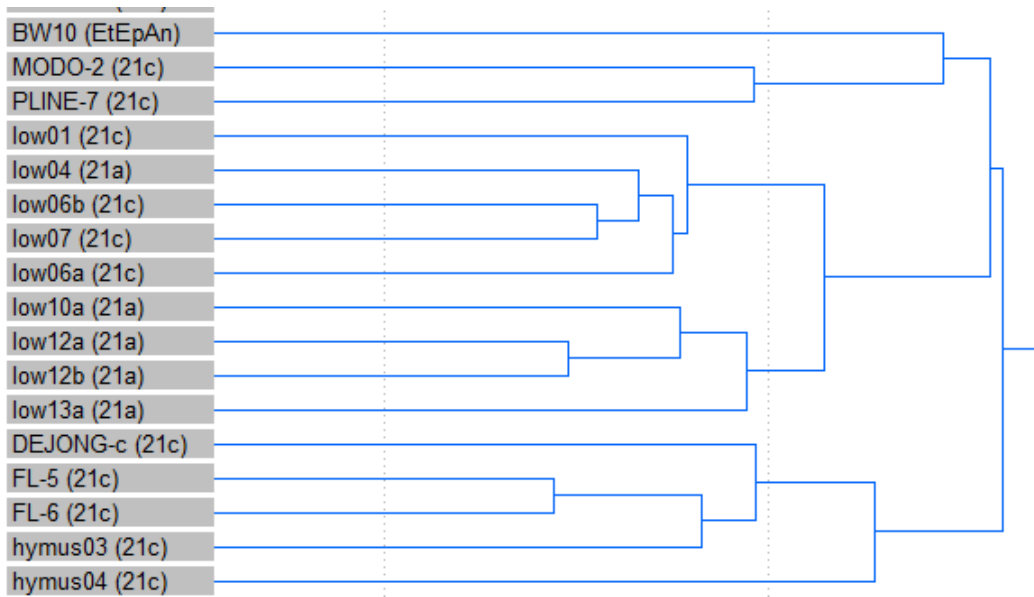 BW10 (EtEpAn)
MODO-2 (21c)
PLINE-7 (21c)
low01 (21c)
low04 (21a)
low06b (21c)
low07 (21c)
low06a (21c)
low10a (21a)
low12a (21a)
low12b (21a)
low13a (21a)
DEJONG-c (21c)
FL-5 (21c)
FL-6 (21c)
hymus03 (21c)
hymus04 (21c)